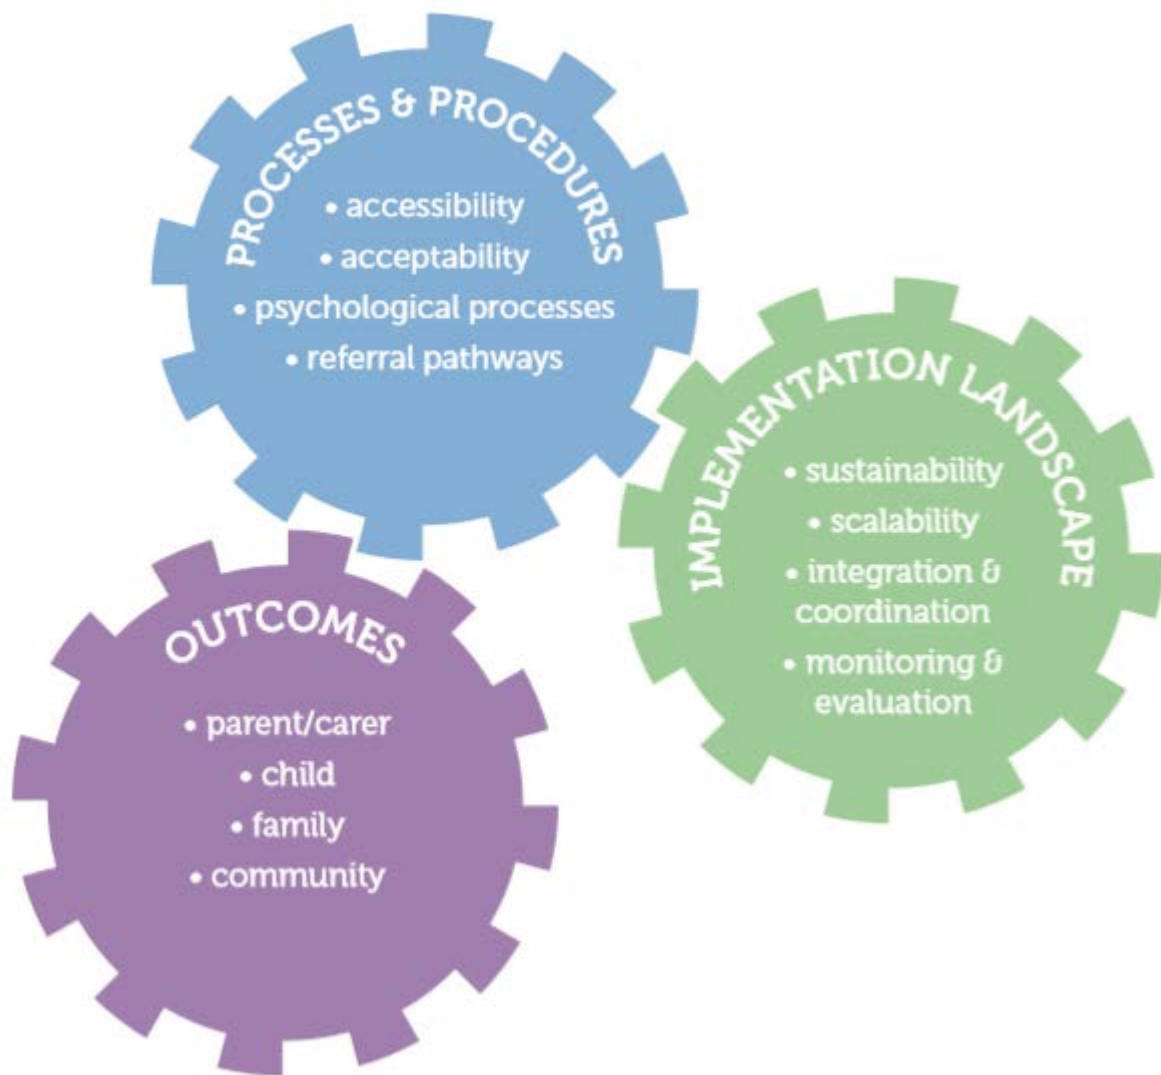 PROCESSES & PROCEDURES
• accessibility
• acceptability
• psychological processes
• referral pathways
IMPLEMENTATION LANDSCAPE
• sustainability
• scalability
• integration &
coordination
• monitoring &
evaluation
OUTCOMES
• parent/carer
• child
• family
• community